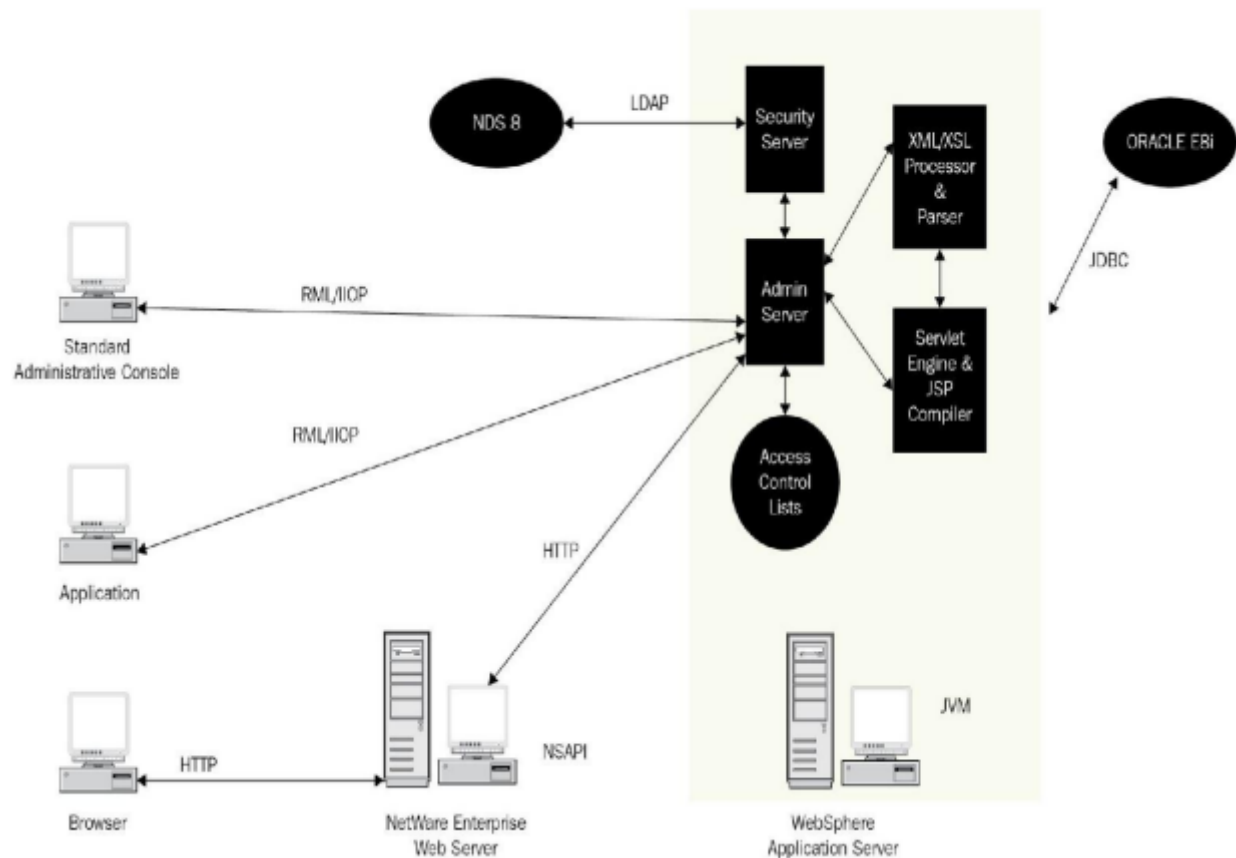 NDS 8
LDAP
Security
Server
XML/XSL
Processor
&
Parser
ORACLE E8i
JDBC
RML/IIOP
Admin
Server
Standard
Administrative Console
Servlet
Engine &
JSP
Compiler
RML/IIOP
Access
Control
Lists
Application
HTTP
HTTP
NSAPI
JVM
Browser
NetWare Enterprise
Web Server
WebSphere
Application Server